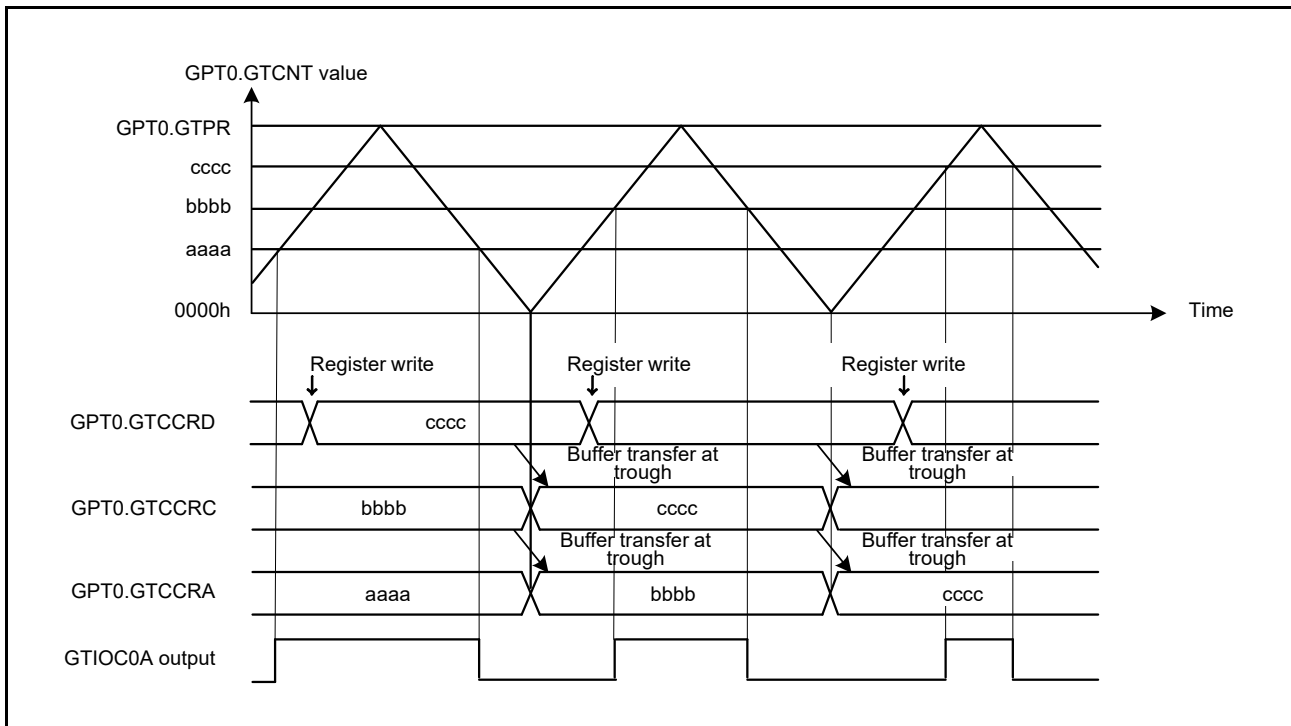 GPT0.GTCNT value
GPT0.GTPR
cccc
bbbb
aaaa
0000h
Time
Register write
Register write
Register write
GPT0.GTCCRD
cccc
Buffer transfer at
trough
Buffer transfer at
trough
GPT0.GTCCRC
bbbb
cccc
Buffer transfer at
trough
Buffer transfer at
trough
GPT0.GTCCRA
aaaa
bbbb
cccc
GTIOC0A output